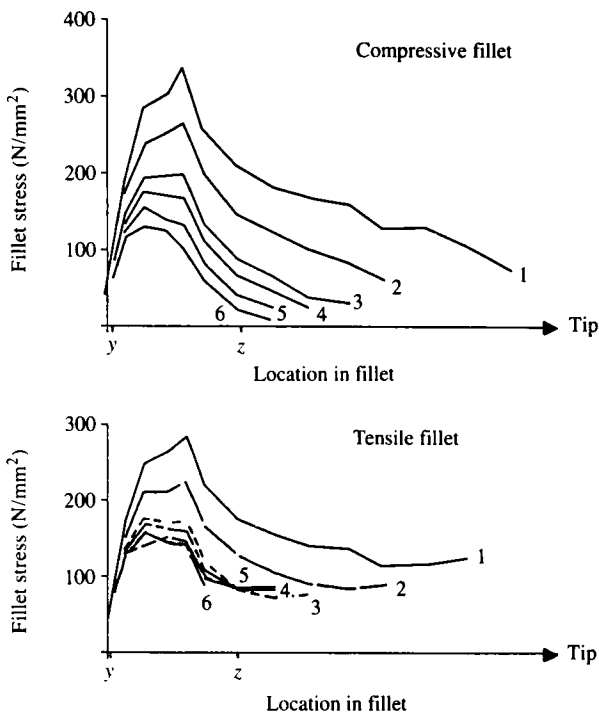 400
Compressive fillet
300
200
100
Fillet stress (N/mm²)
1
2
3
4
5
6
Tip
y
z
Location in fillet
300
Tensile fillet
200
100
Fillet stress (N/mm²)
1
2
3
4
5
6
Tip
y
z
Location in fillet